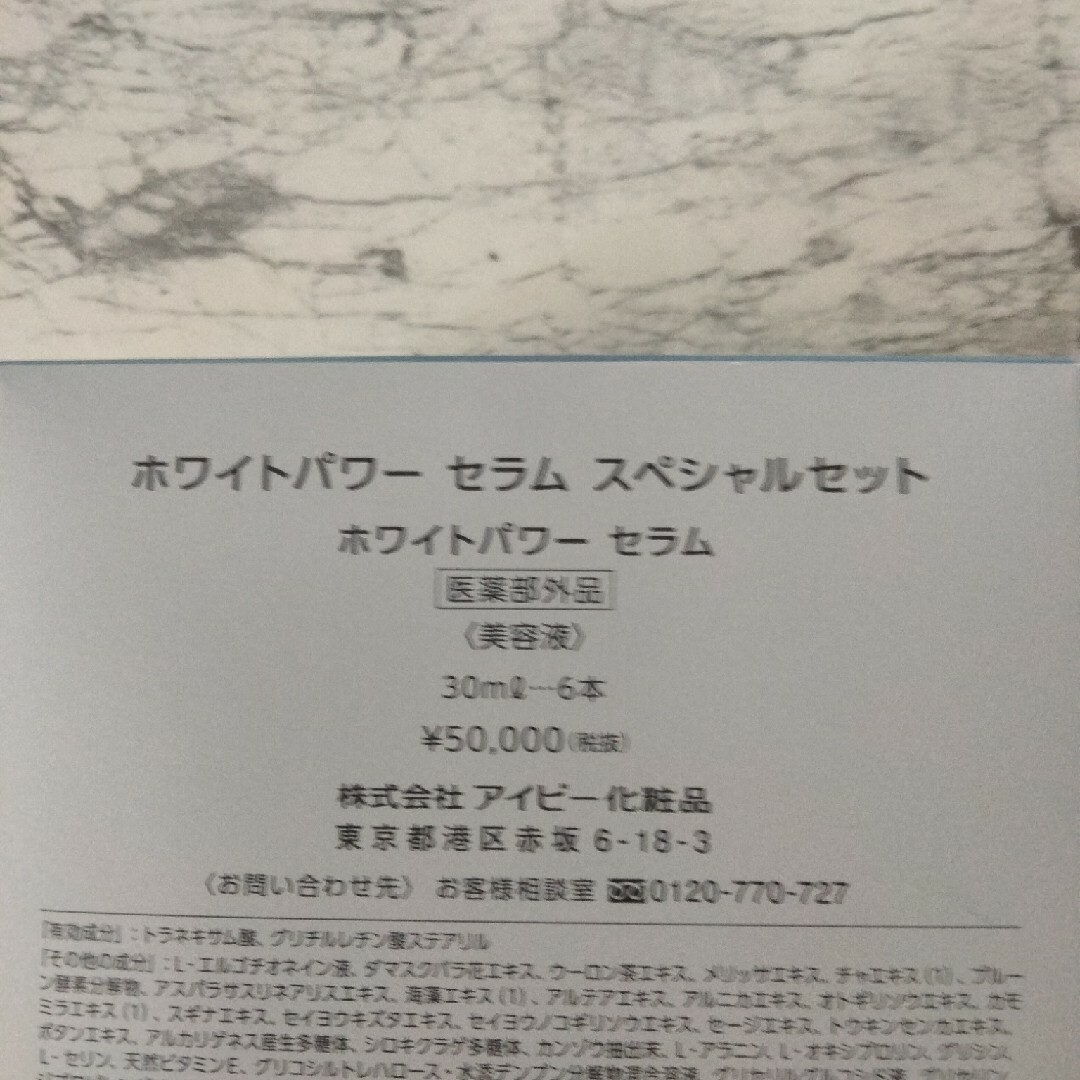 ホワイトパワー セラム スペシャルセット
ホワイトパワー セラム
医薬部外品
《美容液》
30mℓ…6本
¥50,000(税抜)
株式会社 アイビー化粧品
東京都港区赤坂 6-18-3
〈お問い合わせ先〉 お客様相談室 0120-770-727
「有効成分」：トラネキサム酸、グリチルレチン酸ステアリル
「その他の成分」：L-エルゴチオネイン液、ダマスクバラ花エキス、ウーロン茶エキス、メリッサエキス、チャエキス(1)、プルー
ン酵素分解物、アスパラサスリネアリスエキス、海藻エキス(1)、アルテアエキス、アルニカエキス、オトギリソウエキス、カモ
ミラエキス(1)、スギナエキス、セイヨウキズタエキス、セイヨウノコギリソウエキス、セージエキス、トウキンセンカエキス、
ボタンエキス、アルカリゲネス産生多糖体、シロキクラゲ多糖体、カンゾウ抽出末、L-アラニン、L-オキシプロリン、グリシン、
L-セリン、天然ビタミンE、グリコシルトレハロース・水添デンプン分解物混合溶液、